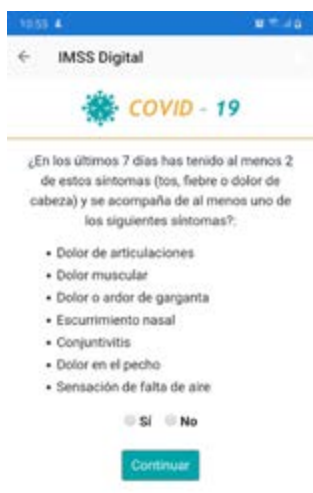 10:53
IMSS Digital
COVID - 19
¿En los últimos 7 días has tenido al menos 2
de estos síntomas (tos, fiebre o dolor de
cabeza) y se acompaña de al menos uno de
los siguientes síntomas?:
• Dolor de articulaciones
• Dolor muscular
• Dolor o ardor de garganta
• Escurrimiento nasal
• Conjuntivitis
• Dolor en el pecho
• Sensación de falta de aire
Sí No
Continuar